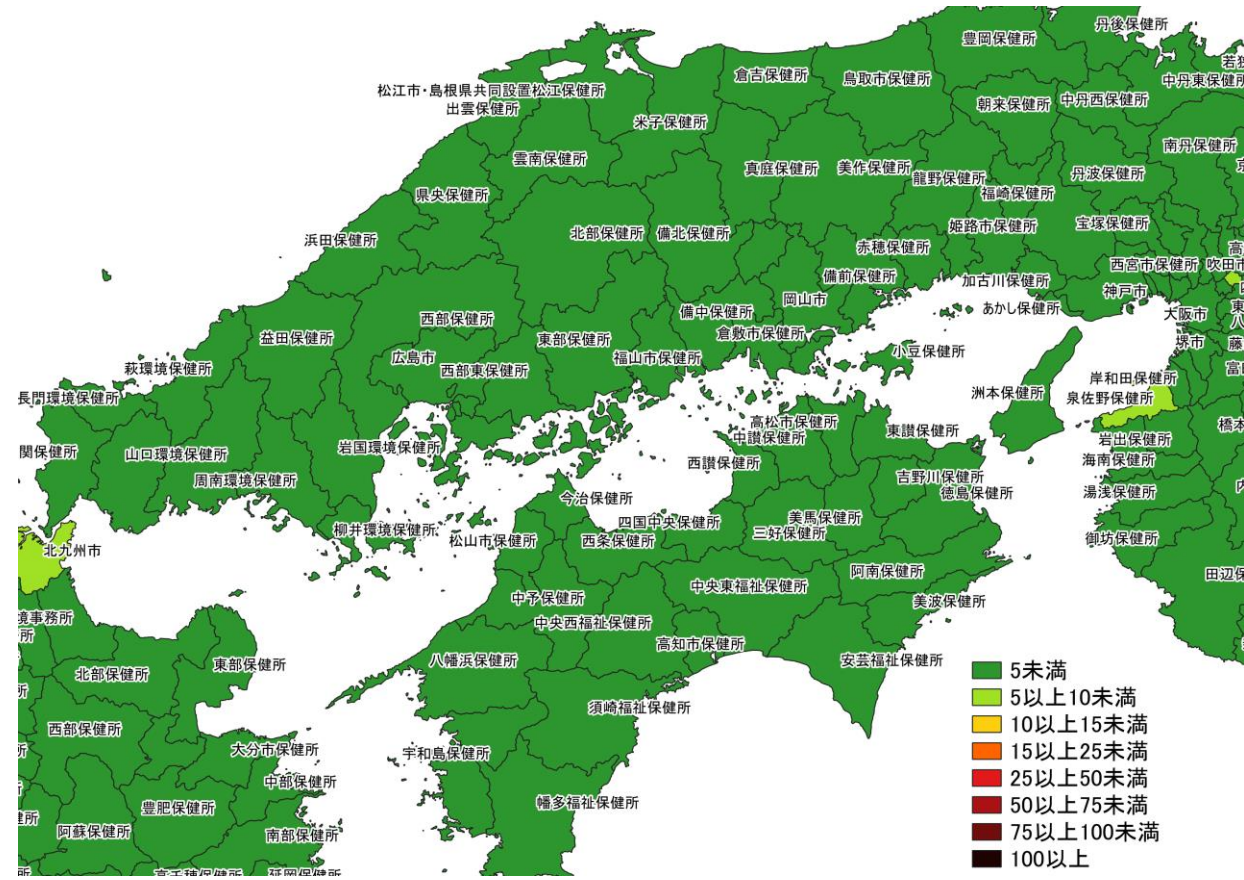 丹後保健所
豊岡保健所
若狭
倉吉保健所
鳥取市保健所
中丹東保健所
松江市・島根県共同設置松江保健所
朝来保健所
中丹西保健所
出雲保健所
米子保健所
雲南保健所
南丹保健所
真庭保健所
美作保健所
龍野保健所
丹波保健所
県央保健所
福崎保健所
北部保健所
備北保健所
姫路市保健所
宝塚保健所
浜田保健所
赤穂保健所
高
西宮市保健所
吹田市
備前保健所
加古川保健所
神戸市
岡山市
あかし保健所
備中保健所
大阪市
東
八
西部保健所
倉敷市保健所
益田保健所
東部保健所
堺市
藤
小豆保健所
広島市
福山市保健所
萩環境保健所
西部東保健所
富田
岸和田保健所
長門環境保健所
洲本保健所
泉佐野保健所
高松市保健所
橋本
中讃保健所
東讃保健所
岩出保健所
関保健所
山口環境保健所
岩国環境保健所
西讃保健所
海南保健所
周南環境保健所
吉野川保健所
徳島保健所
湯浅保健所
今治保健所
四国中央保健所
美馬保健所
柳井環境保健所
松山市保健所
西条保健所
三好保健所
御坊保健所
北九州市
阿南保健所
田辺保
中予保健所
中央東福祉保健所
美波保健所
境事務所
中央西福祉保健所
所
高知市保健所
東部保健所
八幡浜保健所
安芸福祉保健所
北部保健所
5未満
所
5以上10未満
須崎福祉保健所
西部保健所
10以上15未満
大分市保健所
宇和島保健所
15以上25未満
中部保健所
25以上50未満
豊肥保健所
幡多福祉保健所
50以上75未満
所
阿蘇保健所
南部保健所
75以上100未満
100以上
高千穂保健所
延岡保健所